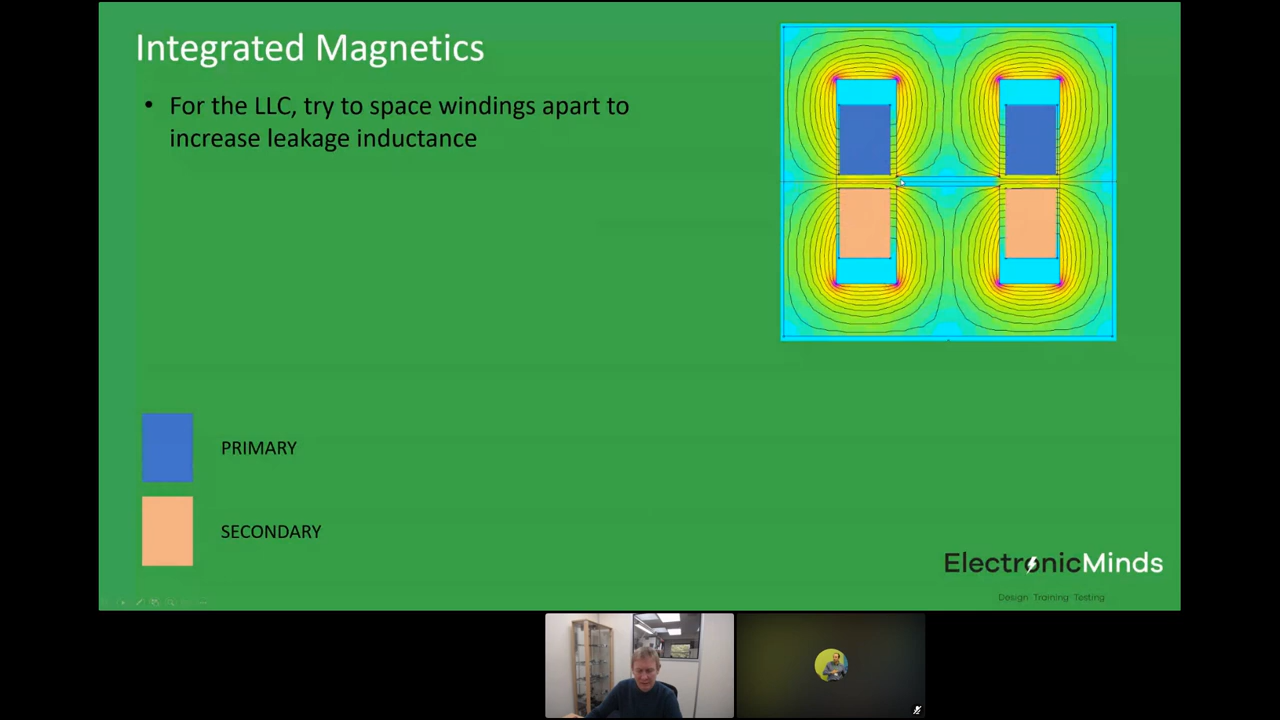 Integrated Magnetics
• For the LLC, try to space windings apart to
increase leakage inductance
PRIMARY
SECONDARY
ElectronicMinds
Design Training Testing